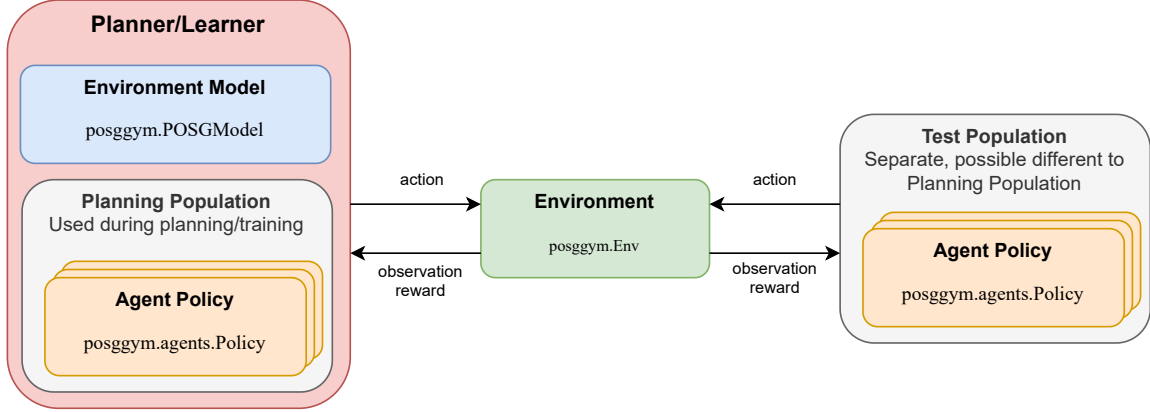 Planner/Learner
Environment Model
posggym.POSGModel
Planning Population
Used during planning/training
Agent Policy
posggym.agents.Policy
action
observation
reward
Environment
posggym.Env
action
observation
reward
Test Population
Separate, possible different to
Planning Population
Agent Policy
posggym.agents.Policy